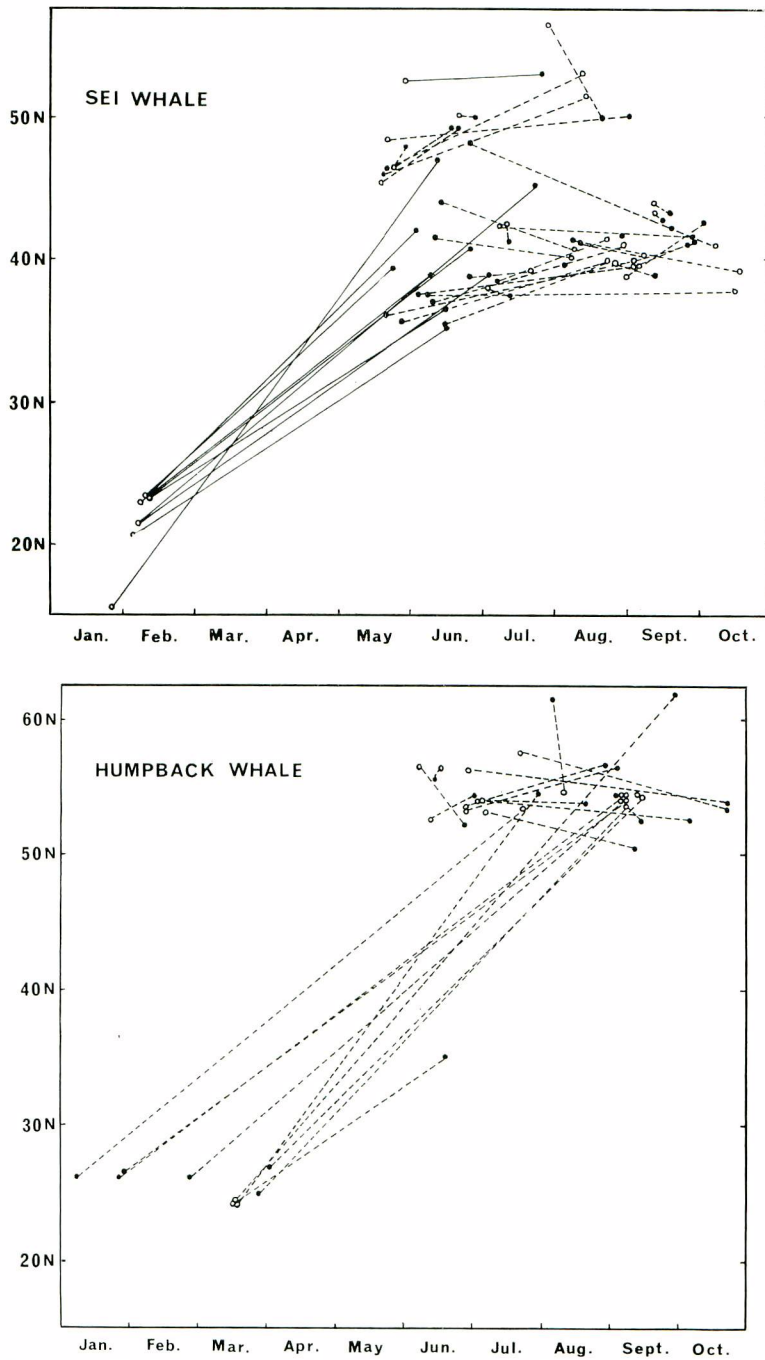 SEI WHALE
50N
40N
30N
20N
Jan. Feb. Mar. Apr. May Jun. Jul. Aug. Sept. Oct.
60N
HUMPBACK WHALE
50N
40N
30N
20N
Jan. Feb. Mar. Apr. May Jun. Jul. Aug. Sept. Oct.